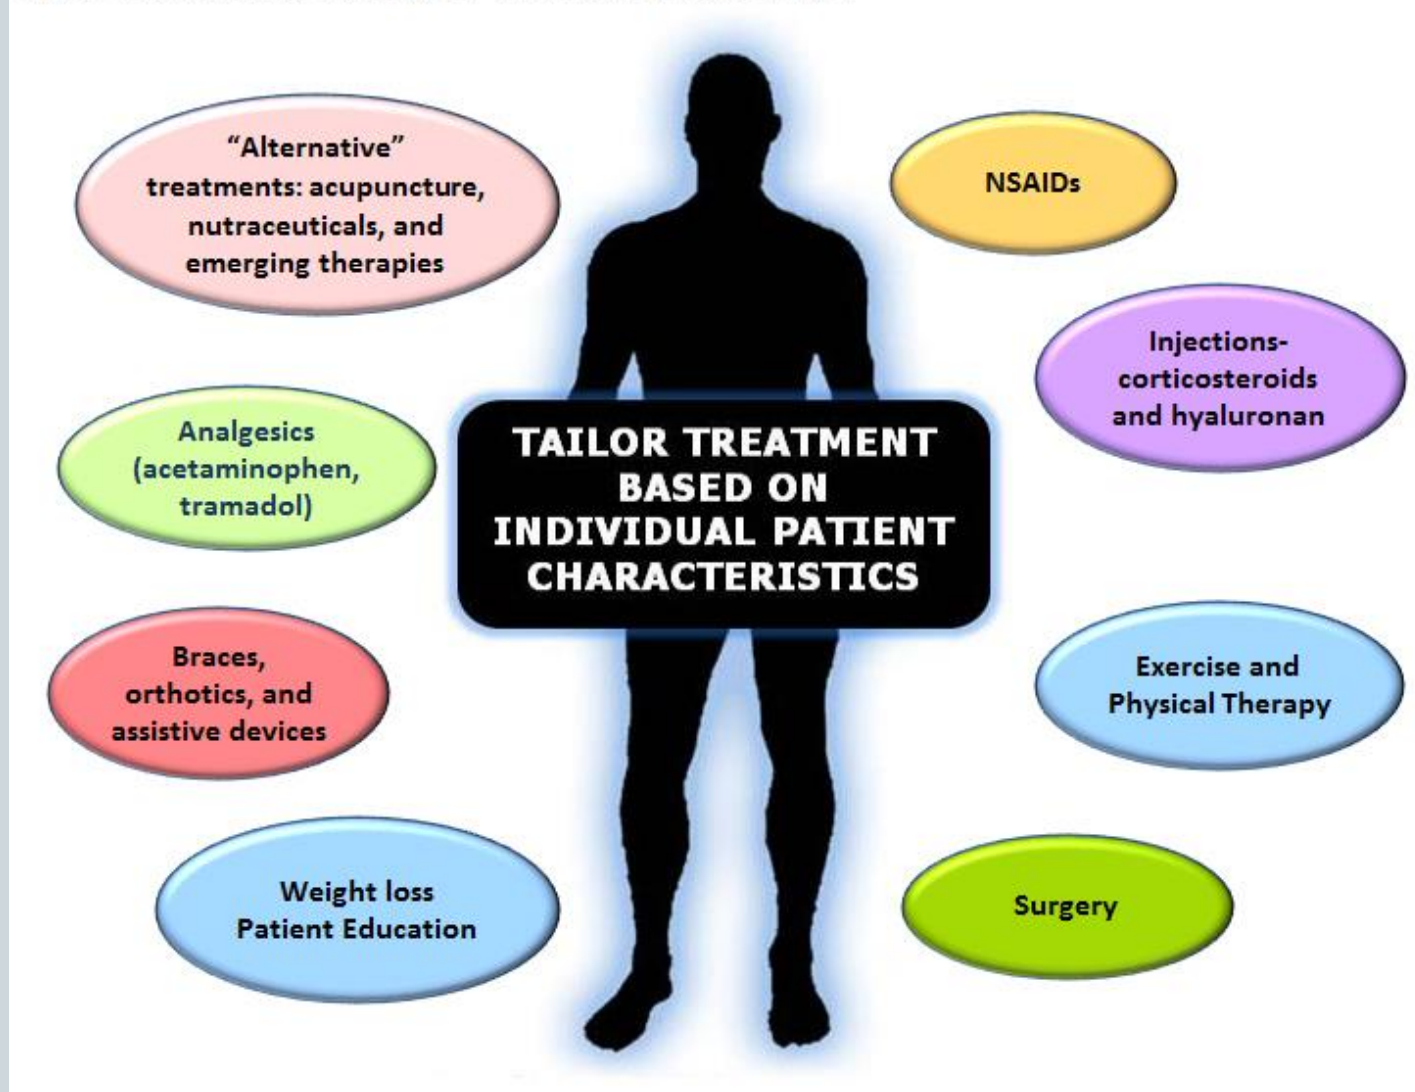 “Alternative”
treatments: acupuncture,
nutraceuticals, and
emerging therapies
NSAIDs
Injections-
corticosteroids
and hyaluronan
Analgesics
(acetaminophen,
tramadol)
TAILOR TREATMENT
BASED ON
INDIVIDUAL PATIENT
CHARACTERISTICS
Braces,
orthotics, and
assistive devices
Exercise and
Physical Therapy
Weight loss
Patient Education
Surgery